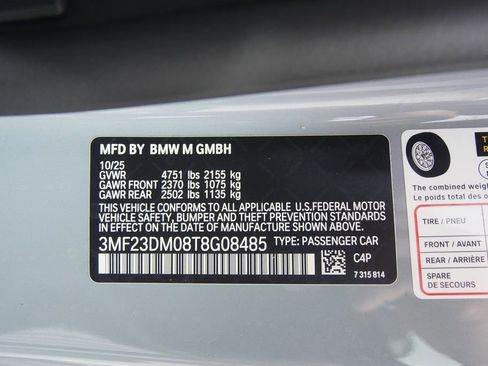 MFD BY BMW M GMBH
10/25
GVWR 4751 lbs 2155 kg
GAWR FRONT 2370 lbs 1075 kg
GAWR REAR 2502 lbs 1135 kg
THIS VEHICLE CONFORMS TO ALL APPLICABLE U.S.FEDERAL MOTOR
VEHICLE SAFETY, BUMPER AND THEFT PREVENTION STANDARDS
IN EFFECT ON THE DATE OF MANUFACTURE SHOWN ABOVE.
3MF23DM08T8G08485 TYPE: PASSENGER CAR
C4P
7 315 814
The combined weight
Le poids total des oc
TIRE / PNEU
FRONT / AVANT
REAR / ARRIÈRE
SPARE
DE SECOURS